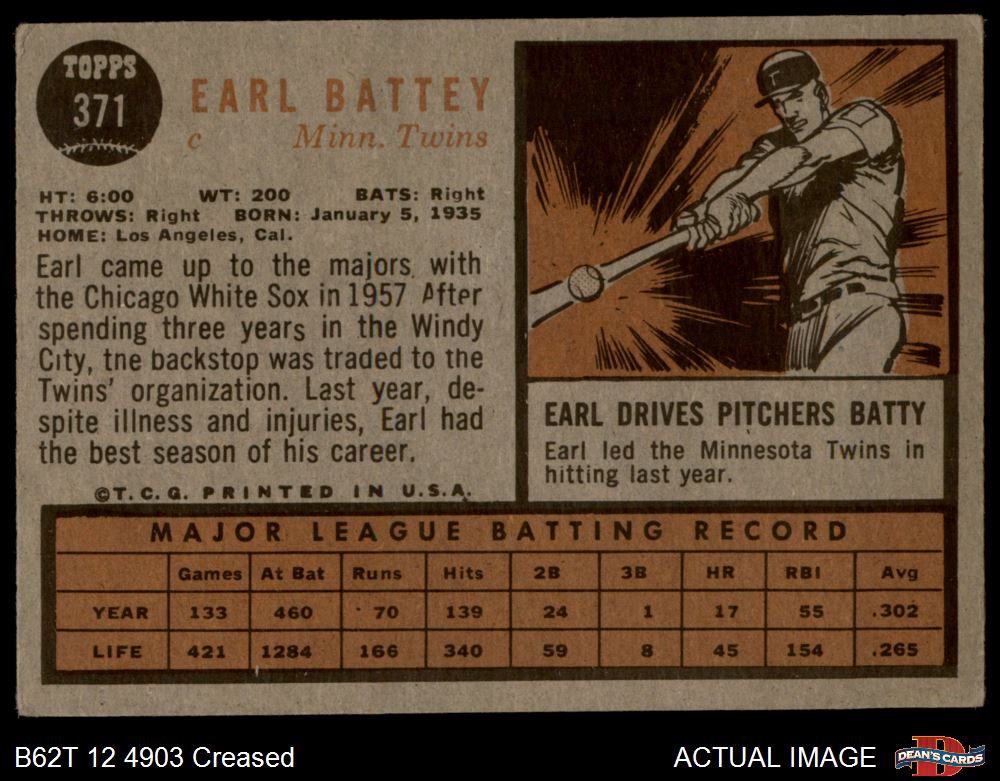 TOPPS
371
EARL BATTEY
c Minn. Twins
HT: 6:00 WT: 200 BATS: Right
THROWS: Right BORN: January 5, 1935
HOME: Los Angeles, Cal.
Earl came up to the majors with
the Chicago White Sox in 1957 After
spending three years in the Windy
City, the backstop was traded to the
Twins' organization. Last year, de-
spite illness and injuries, Earl had
the best season of his career.
©T. C. G. PRINTED IN U.S.A.
T
EARL DRIVES PITCHERS BATTY
Earl led the Minnesota Twins in
hitting last year.
MAJOR LEAGUE BATTING RECORD
Games At Bat Runs Hits 2B 3B HR RBI Avg
YEAR 133 460 70 139 24 1 17 55 .302
LIFE 421 1284 166 340 59 8 45 154 .265
B62T 12 4903 Creased
ACTUAL IMAGE
D
DEAN'S CARDS